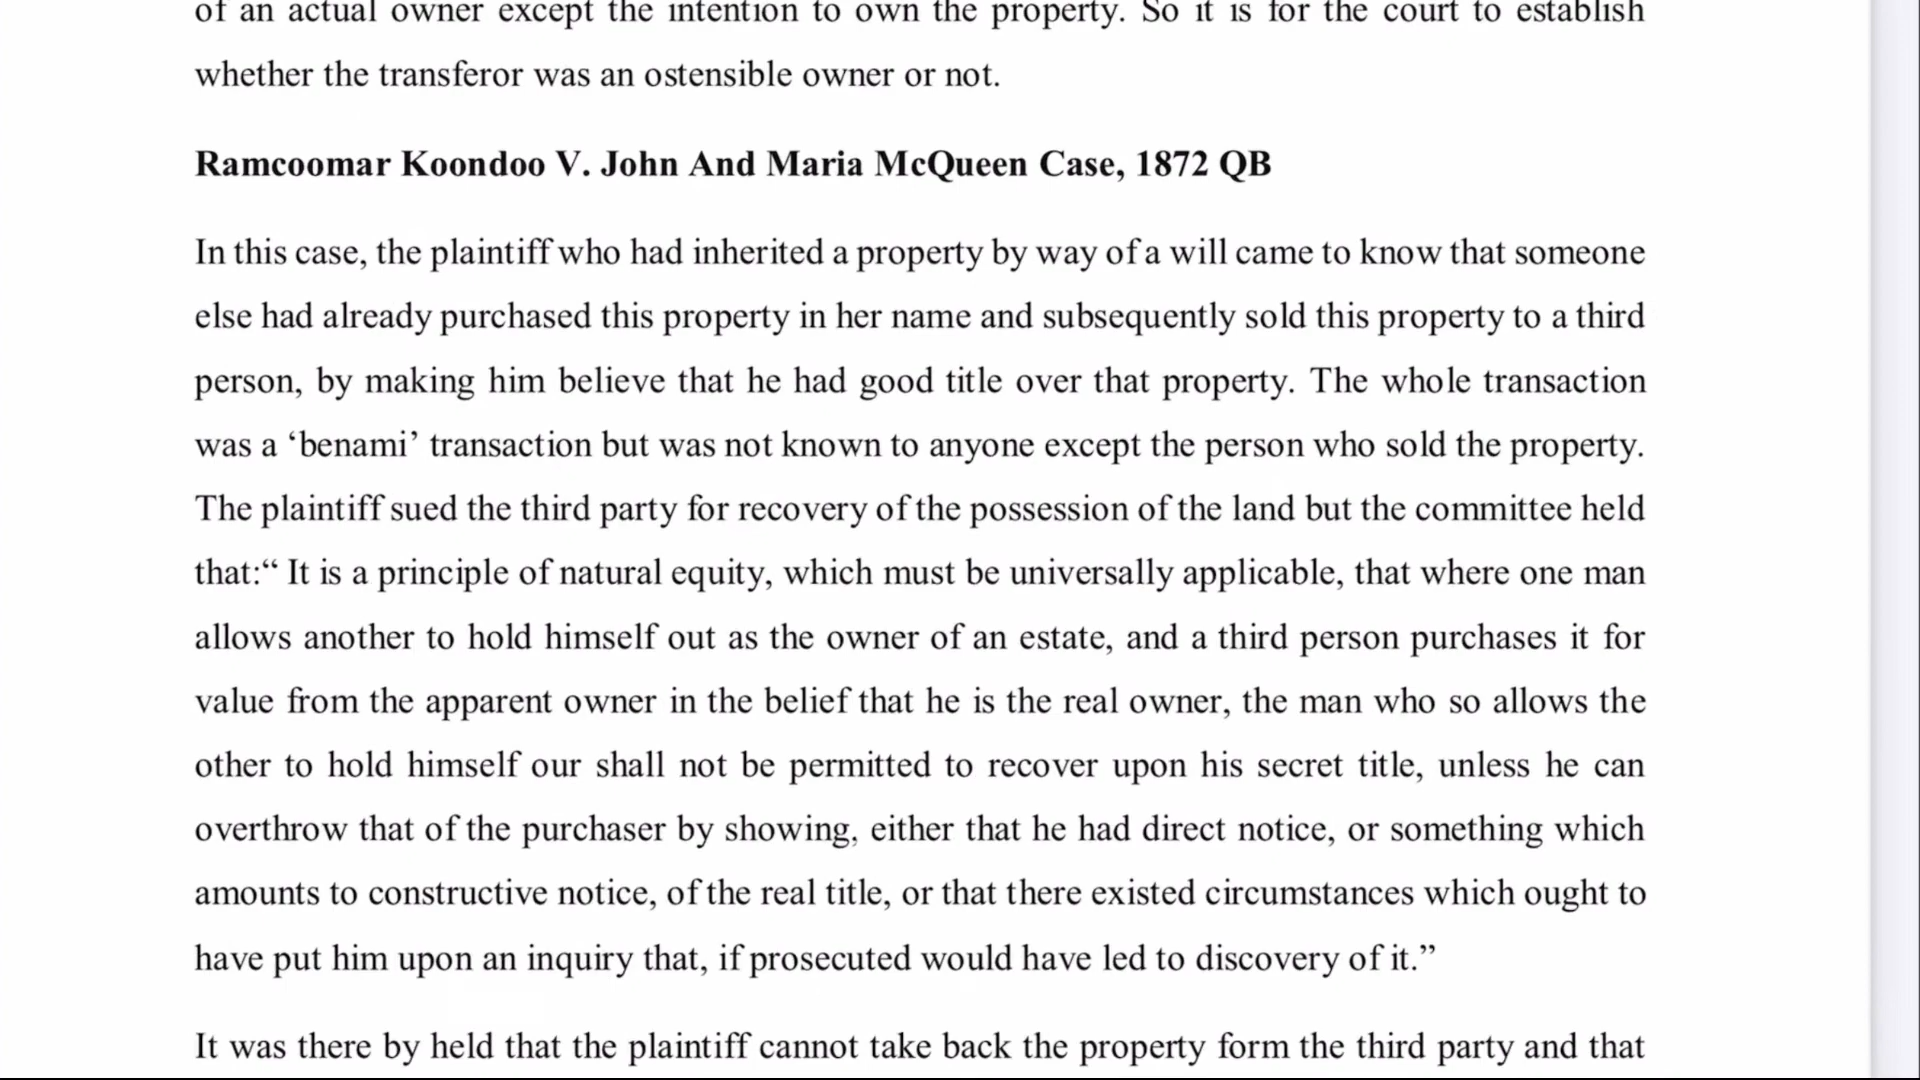 of an actual owner except the intention to own the property. So it is for the court to establish
whether the transferor was an ostensible owner or not.
Ramcoomar Koondoo V. John And Maria McQueen Case, 1872 QB
In this case, the plaintiff who had inherited a property by way of a will came to know that someone
else had already purchased this property in her name and subsequently sold this property to a third
person, by making him believe that he had good title over that property. The whole transaction
was a ‘benami’ transaction but was not known to anyone except the person who sold the property.
The plaintiff sued the third party for recovery of the possession of the land but the committee held
that:“ It is a principle of natural equity, which must be universally applicable, that where one man
allows another to hold himself out as the owner of an estate, and a third person purchases it for
value from the apparent owner in the belief that he is the real owner, the man who so allows the
other to hold himself our shall not be permitted to recover upon his secret title, unless he can
overthrow that of the purchaser by showing, either that he had direct notice, or something which
amounts to constructive notice, of the real title, or that there existed circumstances which ought to
have put him upon an inquiry that, if prosecuted would have led to discovery of it.”
It was there by held that the plaintiff cannot take back the property form the third party and that